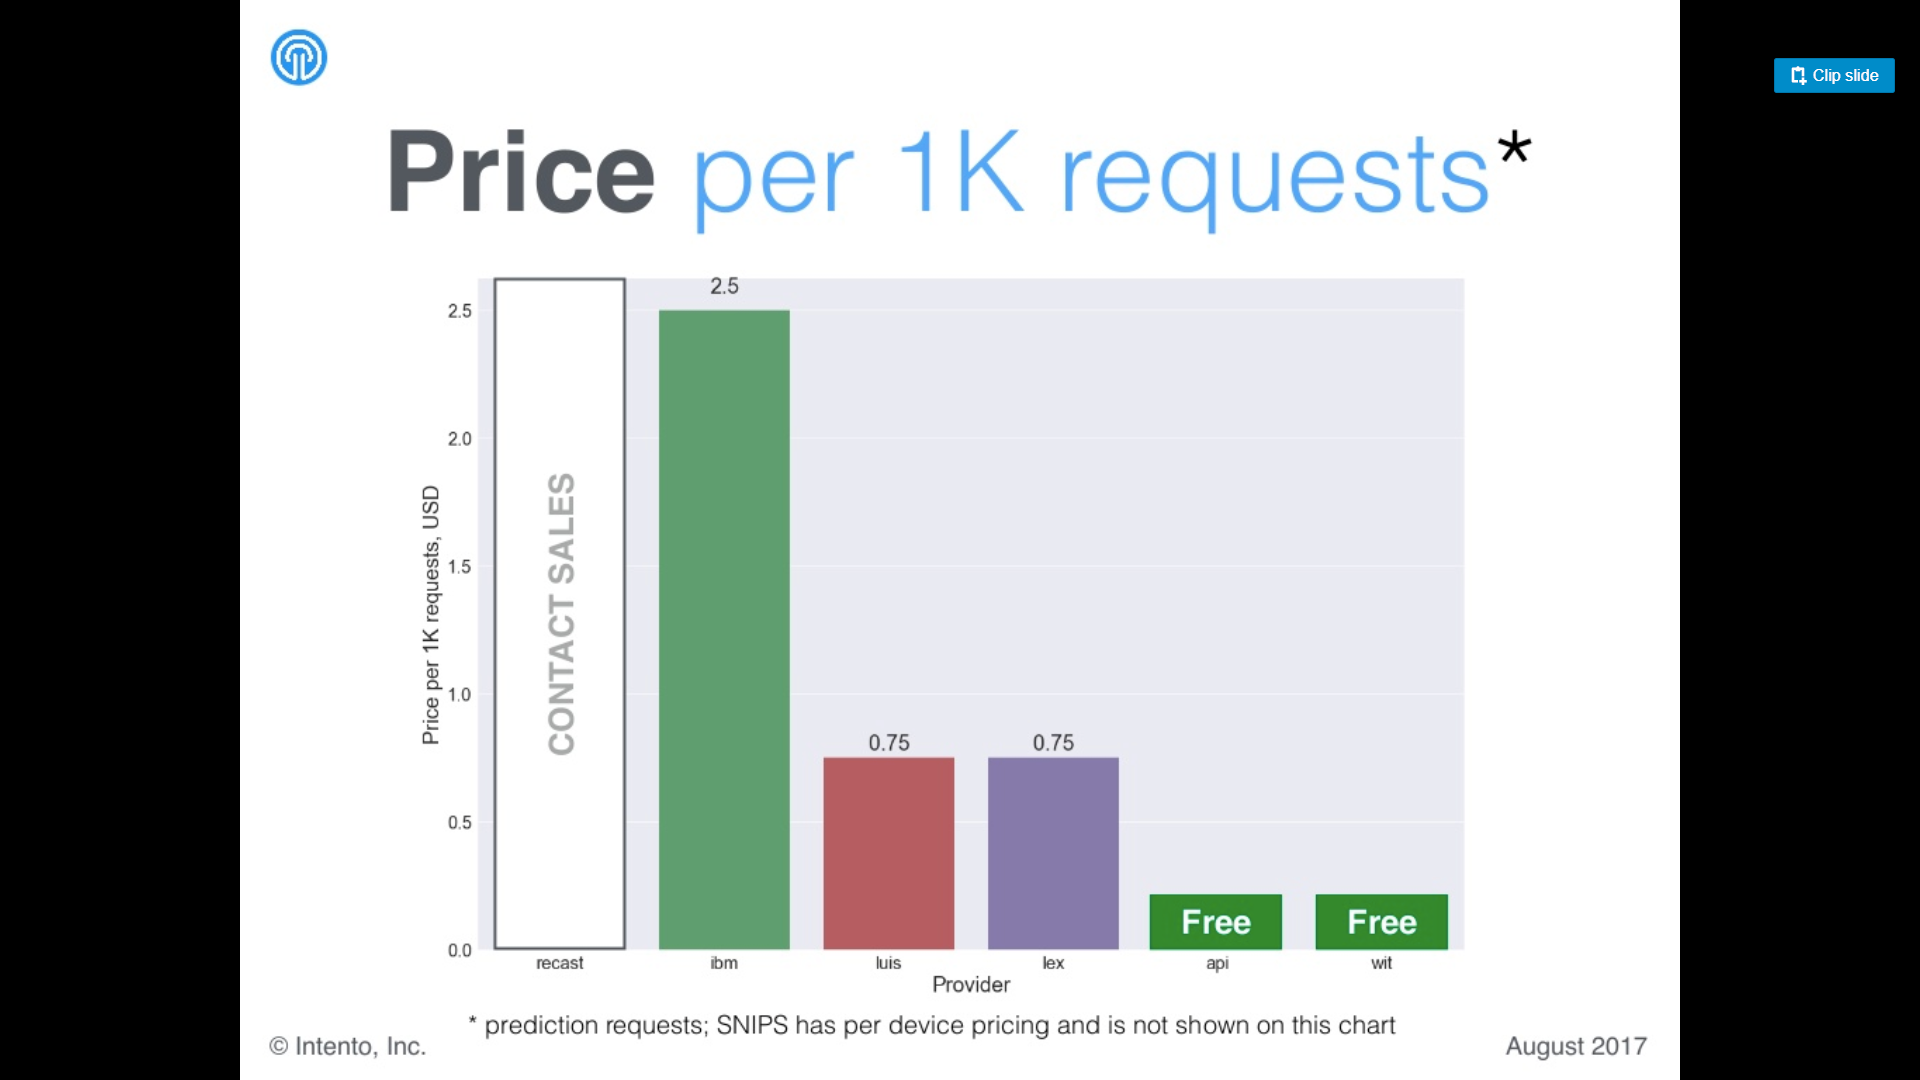 Clip slide
Price per 1K requests*
2.5
2.5
2.0
1.5
1.0
0.5
0.0
Price per 1K requests, USD
CONTACT SALES
0.75
0.75
Free
Free
recast
ibm
luis
lex
api
wit
Provider
* prediction requests; SNIPS has per device pricing and is not shown on this chart
© Intento, Inc.
August 2017